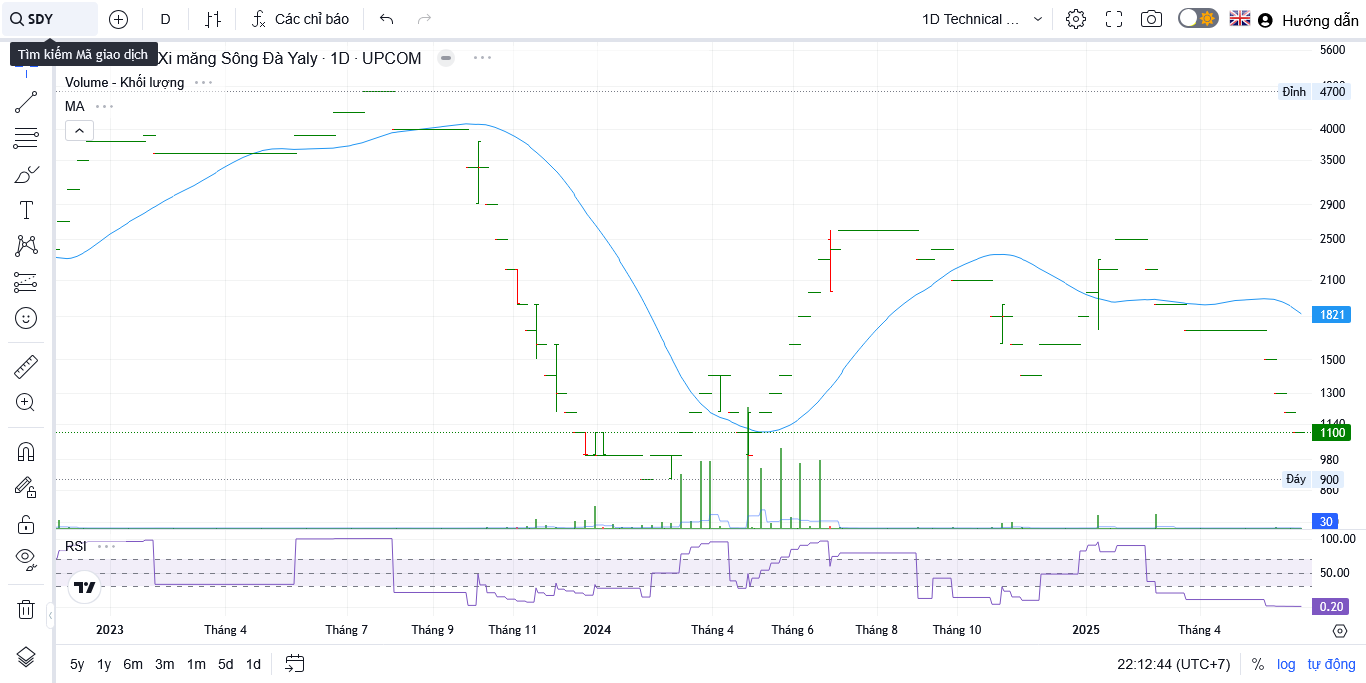 SDY
D
Các chỉ báo
1D Technical ...
Hướng dẫn
Tìm kiếm Mã giao dịch
Xi măng Sông Đà Yaly · 1D · UPCOM
Volume - Khối lượng
MA
5600
Đỉnh 4700
4000
3500
2900
2500
2100
1821
1500
1300
1140
1100
980
Đáy 900
860
30
RSI
100.00
50.00
0.20
2023 Tháng 4 Tháng 7 Tháng 9 Tháng 11 2024 Tháng 4 Tháng 6 Tháng 8 Tháng 10 2025 Tháng 4
5y 1y 6m 3m 1m 5d 1d
22:12:44 (UTC+7) % log tự động